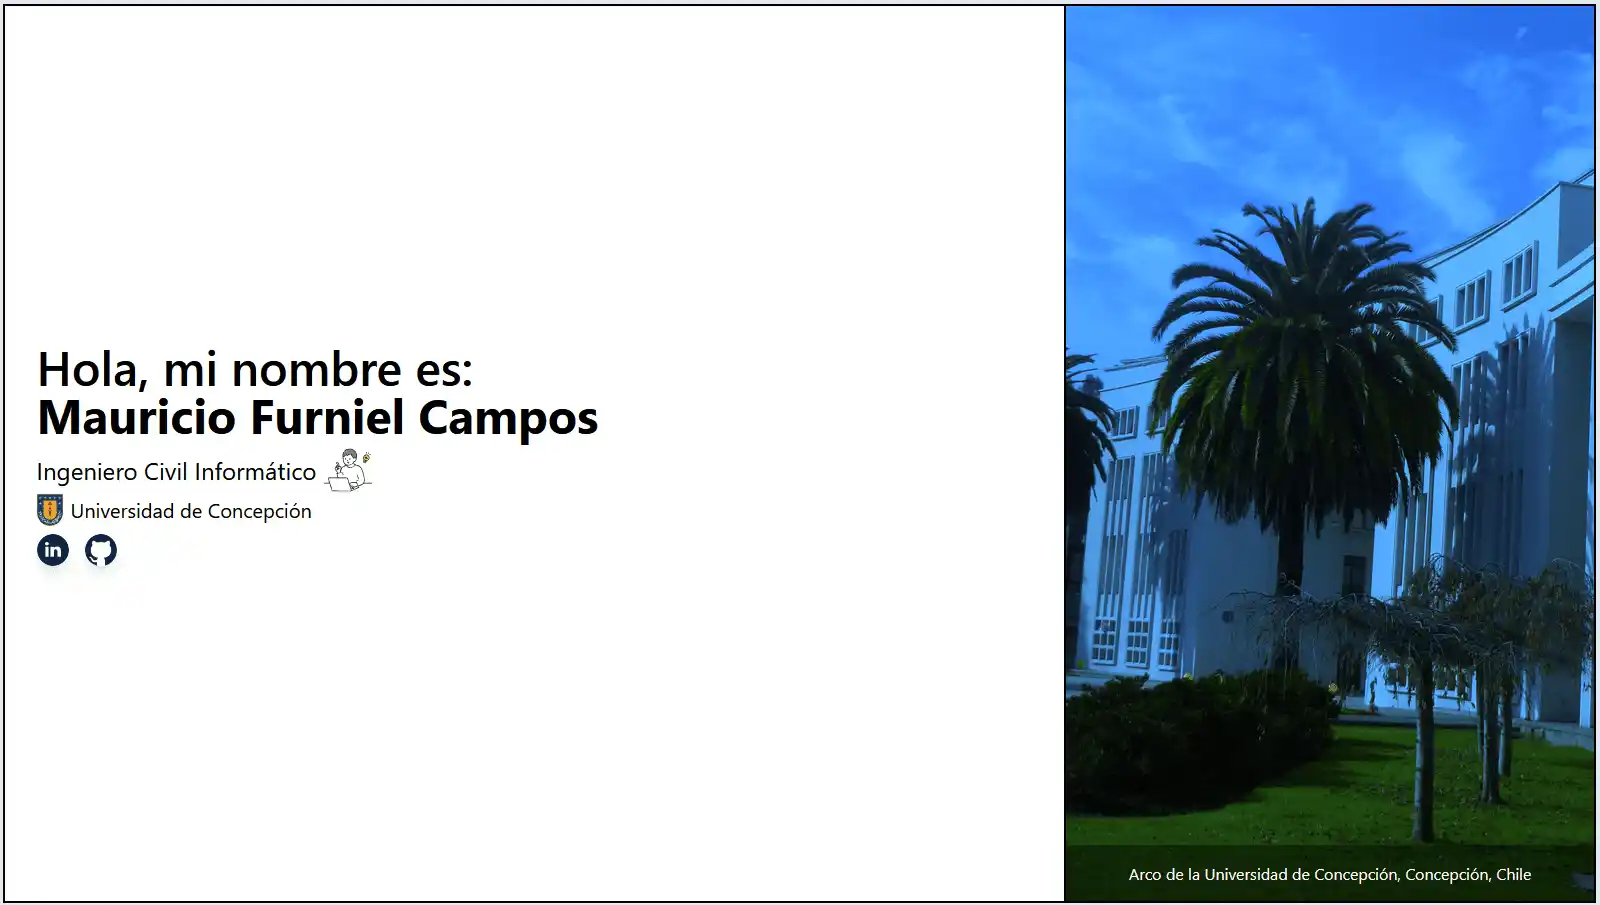 Hola, mi nombre es:
Mauricio Furniel Campos
Ingeniero Civil Informático
Universidad de Concepción
in
Arco de la Universidad de Concepción, Concepción, Chile